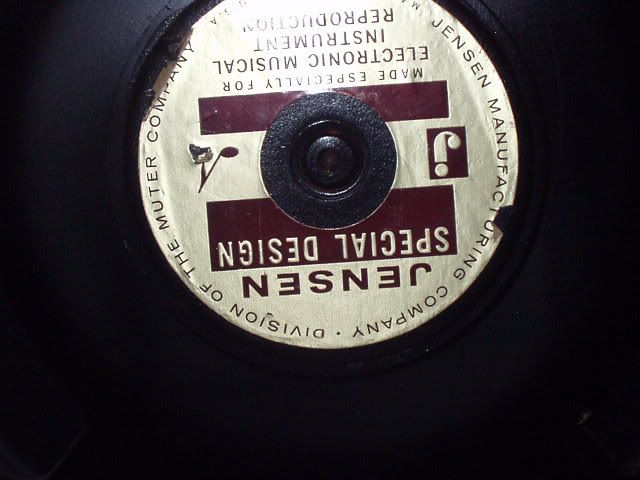 JENSEN MANUFACTURING COMPANY · DIVISION OF THE MUTER COMPANY
JENSEN
SPECIAL DESIGN
j
MADE ESPECIALLY FOR
ELECTRONIC MUSICAL
INSTRUMENT
REPRODUCTION